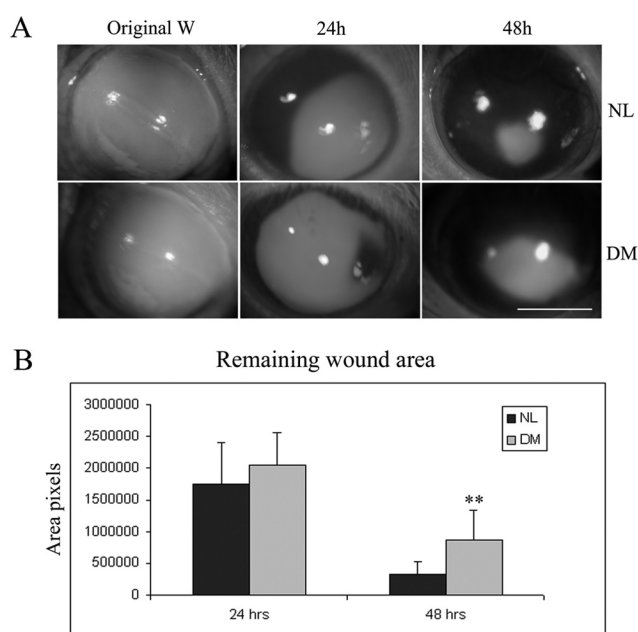 A
Original W 24h 48h
NL
DM
B Remaining wound area
3000000
2500000
2000000
1500000
1000000
500000
0
Area pixels
NL
DM
**
24 hrs 48 hrs